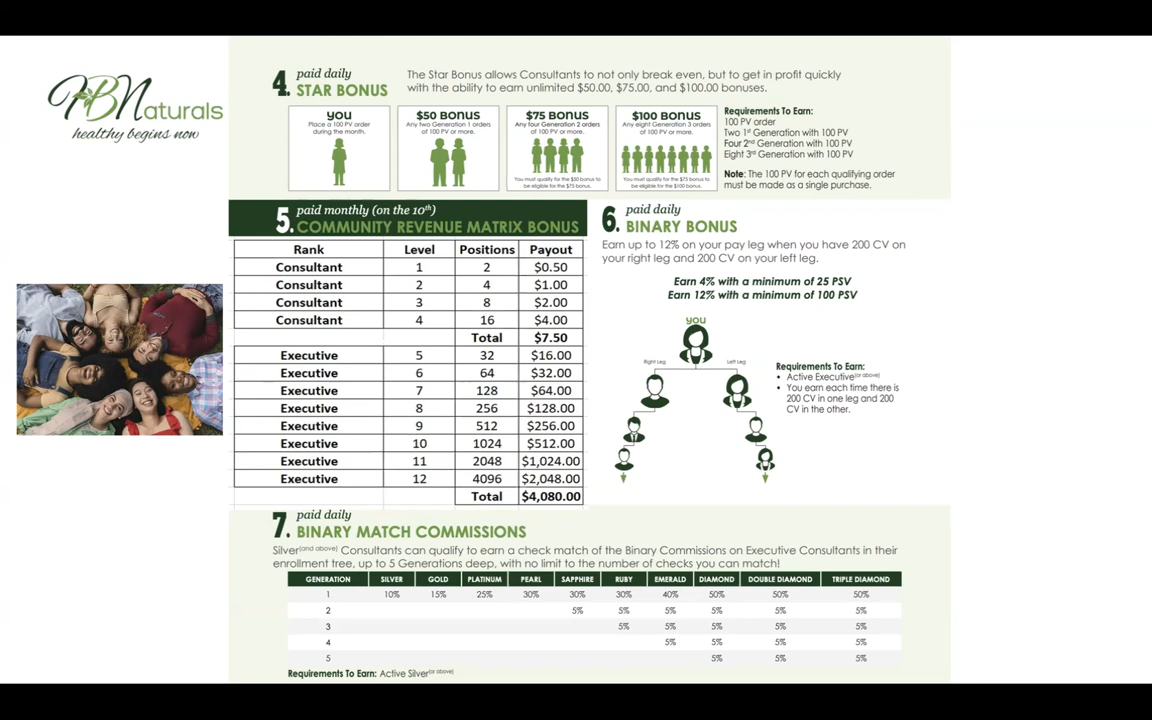 HBNaturals
healthy begins now
4. paid daily
STAR BONUS
The Star Bonus allows Consultants to not only break even, but to get in profit quickly
with the ability to earn unlimited $50.00, $75.00, and $100.00 bonuses.
you
Place a 100 PV order
during the month.
$50 BONUS
Any two Generation 1 orders
of 100 PV or more.
$75 BONUS
Any four Generation 2 orders
of 100 PV or more.
You must qualify for the $50 bonus to
be eligible for the $75 bonus.
$100 BONUS
Any eight Generation 3 orders
of 100 PV or more.
You must qualify for the $75 bonus to
be eligible for the $100 bonus.
Requirements To Earn:
100 PV order
Two 1st Generation with 100 PV
Four 2nd Generation with 100 PV
Eight 3rd Generation with 100 PV
Note: The 100 PV for each qualifying order
must be made as a single purchase.
5. paid monthly (on the 10th)
COMMUNITY REVENUE MATRIX BONUS
Rank Level Positions Payout
Consultant 1 2 $0.50
Consultant 2 4 $1.00
Consultant 3 8 $2.00
Consultant 4 16 $4.00
Total $7.50
Executive 5 32 $16.00
Executive 6 64 $32.00
Executive 7 128 $64.00
Executive 8 256 $128.00
Executive 9 512 $256.00
Executive 10 1024 $512.00
Executive 11 2048 $1,024.00
Executive 12 4096 $2,048.00
Total $4,080.00
6. paid daily
BINARY BONUS
Earn up to 12% on your pay leg when you have 200 CV on
your right leg and 200 CV on your left leg.
Earn 4% with a minimum of 25 PSV
Earn 12% with a minimum of 100 PSV
you
Right Leg Left Leg
Requirements To Earn:
• Active Executive(or above)
• You earn each time there is
200 CV in one leg and 200
CV in the other.
7. paid daily
BINARY MATCH COMMISSIONS
Silver(and above) Consultants can qualify to earn a check match of the Binary Commissions on Executive Consultants in their
enrollment tree, up to 5 Generations deep, with no limit to the number of checks you can match!
GENERATION SILVER GOLD PLATINUM PEARL SAPPHIRE RUBY EMERALD DIAMOND DOUBLE DIAMOND TRIPLE DIAMOND
1 10% 15% 25% 30% 30% 30% 40% 50% 50% 50%
2 5% 5% 5% 5% 5% 5%
3 5% 5% 5% 5% 5%
4 5% 5% 5% 5%
5 5% 5% 5%
Requirements To Earn: Active Silver(or above)